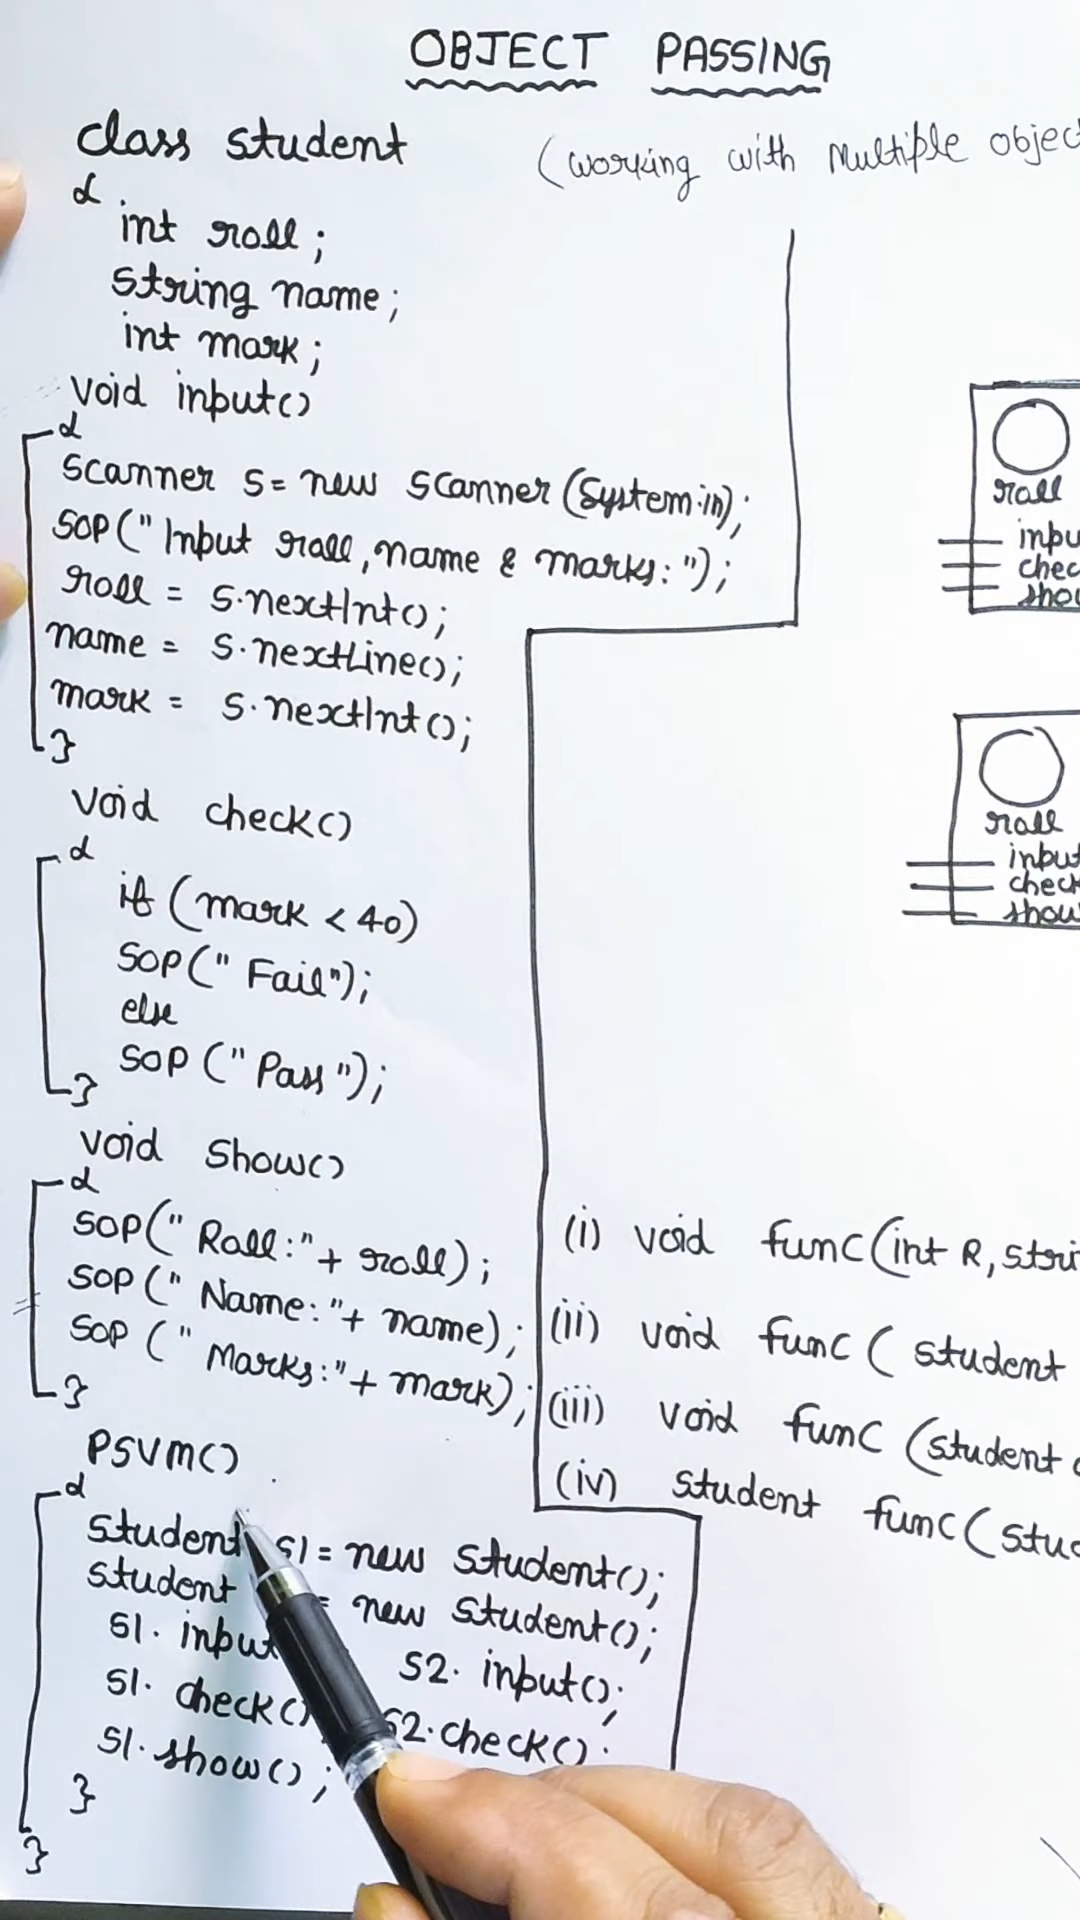 OBJECT PASSING
class student
(working with Multiple
{
int roll;
string name;
int mark;
void input()
{
scanner s= new scanner(System.in);
SOP("Input roll, name & marks:");
roll = s.nextInt();
name = s.nextLine();
mark = s.nextInt();
}
void check()
{
if (mark < 40)
SOP("Fail");
else
SOP("Pass");
}
void show()
{
SOP("Roll:"+ roll);
SOP("Name:"+ name);
SOP("Marks:"+ mark);
}
PSVM()
{
student s1 = new student();
student = new student();
s1.input
s2.input();
s1.check()
s2.check();
s1.show();
}
}
roll
roll
(i) void func(int R,
(ii) void func( student
(iii) void func (student
(iv) student func(